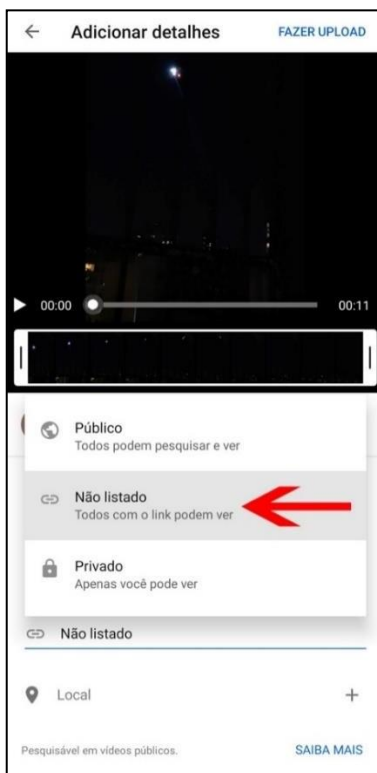 Adicionar detalhes FAZER UPLOAD
00:00 00:11
Público
Todos podem pesquisar e ver
Não listado
Todos com o link podem ver
Privado
Apenas você pode ver
Não listado
Local
Pesquisável em vídeos públicos. SAIBA MAIS